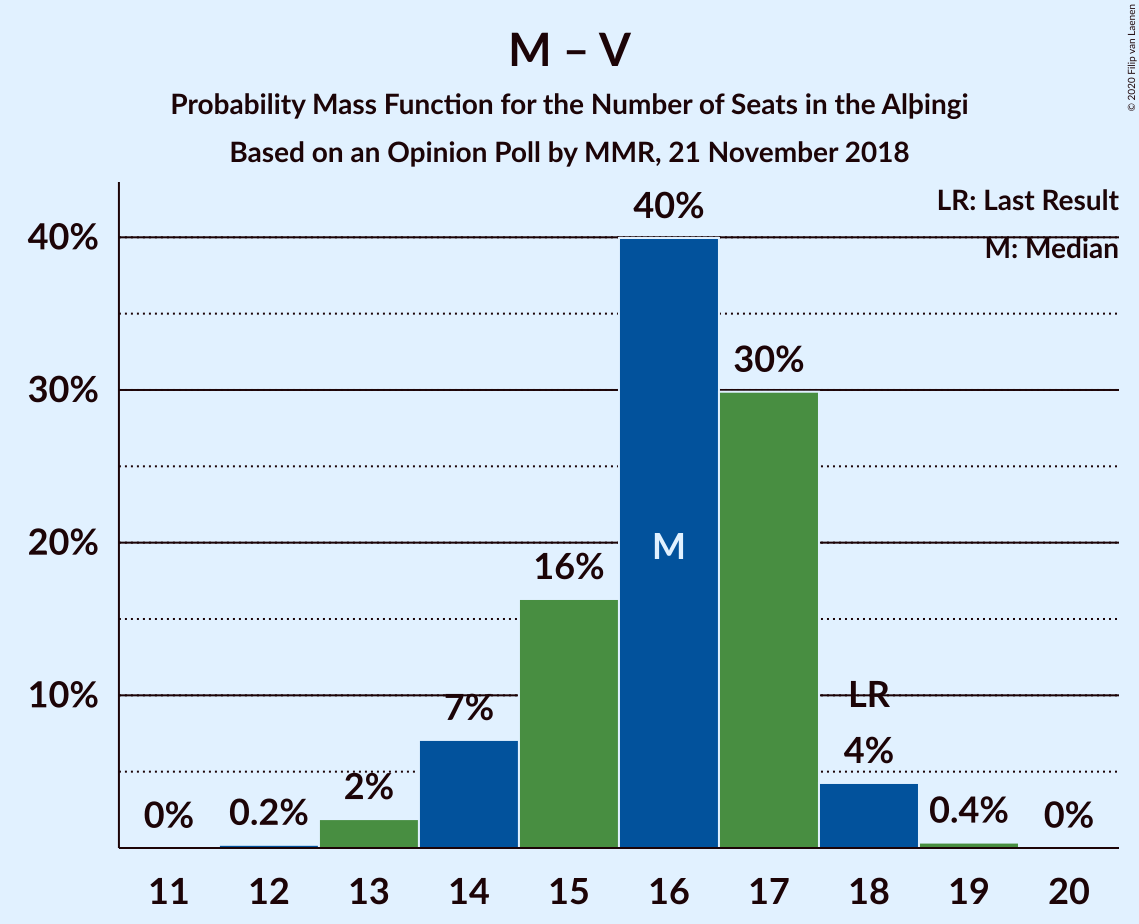 M – V
Probability Mass Function for the Number of Seats in the Alþingi
Based on an Opinion Poll by MMR, 21 November 2018
© 2020 Filip van Laenen
LR: Last Result
M: Median
40%
30%
20%
10%
0%
0.2%
2%
7%
16%
40%
M
30%
LR
4%
0.4%
0%
11 12 13 14 15 16 17 18 19 20